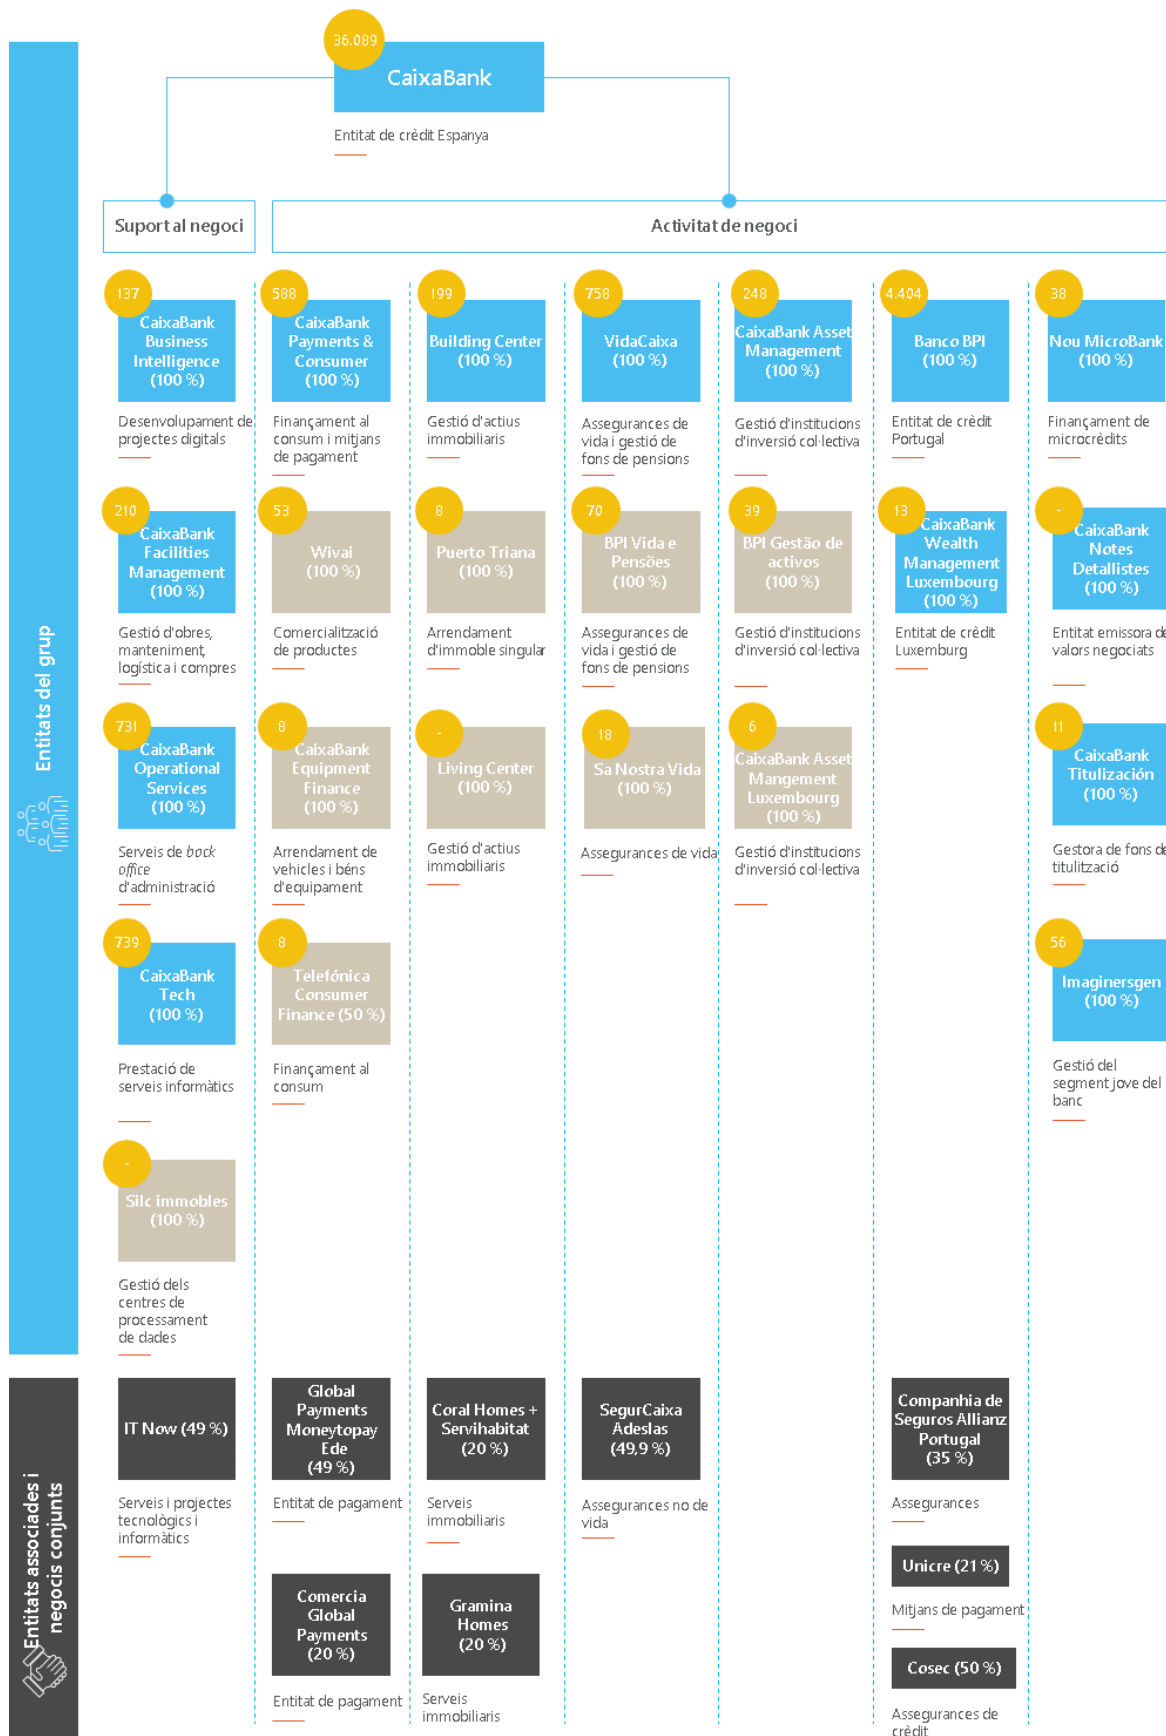 36.089
CaixaBank
Entitat de crèdit Espanya
Suport al negoci
Activitat de negoci
Entitats del grup
137
CaixaBank
Business
Intelligence
(100 %)
Desenvolupament de
projectes digitals
588
CaixaBank
Payments &
Consumer
(100 %)
Finançament al
consum i mitjans
de pagament
199
Building Center
(100 %)
Gestió d'actius
immobiliaris
758
VidaCaixa
(100 %)
Assegurances de
vida i gestió de
fons de pensions
248
CaixaBank Asset
Management
(100 %)
Gestió d'institucions
d'inversió col·lectiva
4.404
Banco BPI
(100 %)
Entitat de crèdit
Portugal
38
Nou MicroBank
(100 %)
Finançament de
microcrèdits
210
CaixaBank
Facilities
Management
(100 %)
Gestió d'obres,
manteniment,
logística i compres
53
Wivai
(100 %)
Comercialització
de productes
8
Puerto Triana
(100 %)
Arrendament
d'immoble singular
70
BPI Vida e
Pensões
(100 %)
Assegurances de
vida i gestió de
fons de pensions
39
BPI Gestão de
activos
(100 %)
Gestió d'institucions
d'inversió col·lectiva
13
CaixaBank
Wealth
Management
Luxembourg
(100 %)
Entitat de crèdit
Luxemburg
-
CaixaBank
Notes
Detallistes
(100 %)
Entitat emissora de
valors negociats
731
CaixaBank
Operational
Services
(100 %)
Serveis de back
office
d'administració
8
CaixaBank
Equipment
Finance
(100 %)
Arrendament de
vehicles i béns
d'equipament
-
Living Center
(100 %)
Gestió d'actius
immobiliaris
18
Sa Nostra Vida
(100 %)
Assegurances de vida
6
CaixaBank Asset
Mangement
Luxembourg
(100 %)
Gestió d'institucions
d'inversió col·lectiva
11
CaixaBank
Titulización
(100 %)
Gestora de fons de
titulització
739
CaixaBank
Tech
(100 %)
Prestació de
serveis informàtics
8
Telefónica
Consumer
Finance (50 %)
Finançament al
consum
56
Imaginersgen
(100 %)
Gestió del
segment jove del
banc
-
Silc immobles
(100 %)
Gestió dels
centres de
processament
de dades
Entitats associades i
negocis conjunts
IT Now (49 %)
Serveis i projectes
tecnològics i
informàtics
Global
Payments
Moneytopay
Ede
(49 %)
Entitat de pagament
Coral Homes +
Servihabitat
(20 %)
Serveis
immobiliaris
SegurCaixa
Adeslas
(49,9 %)
Assegurances no de
vida
Companhia de
Seguros Allianz
Portugal
(35 %)
Assegurances
Unicre (21 %)
Mitjans de pagament
Comercia
Global
Payments
(20 %)
Entitat de pagament
Gramina
Homes
(20 %)
Serveis
immobiliaris
Cosec (50 %)
Assegurances de
crèdit